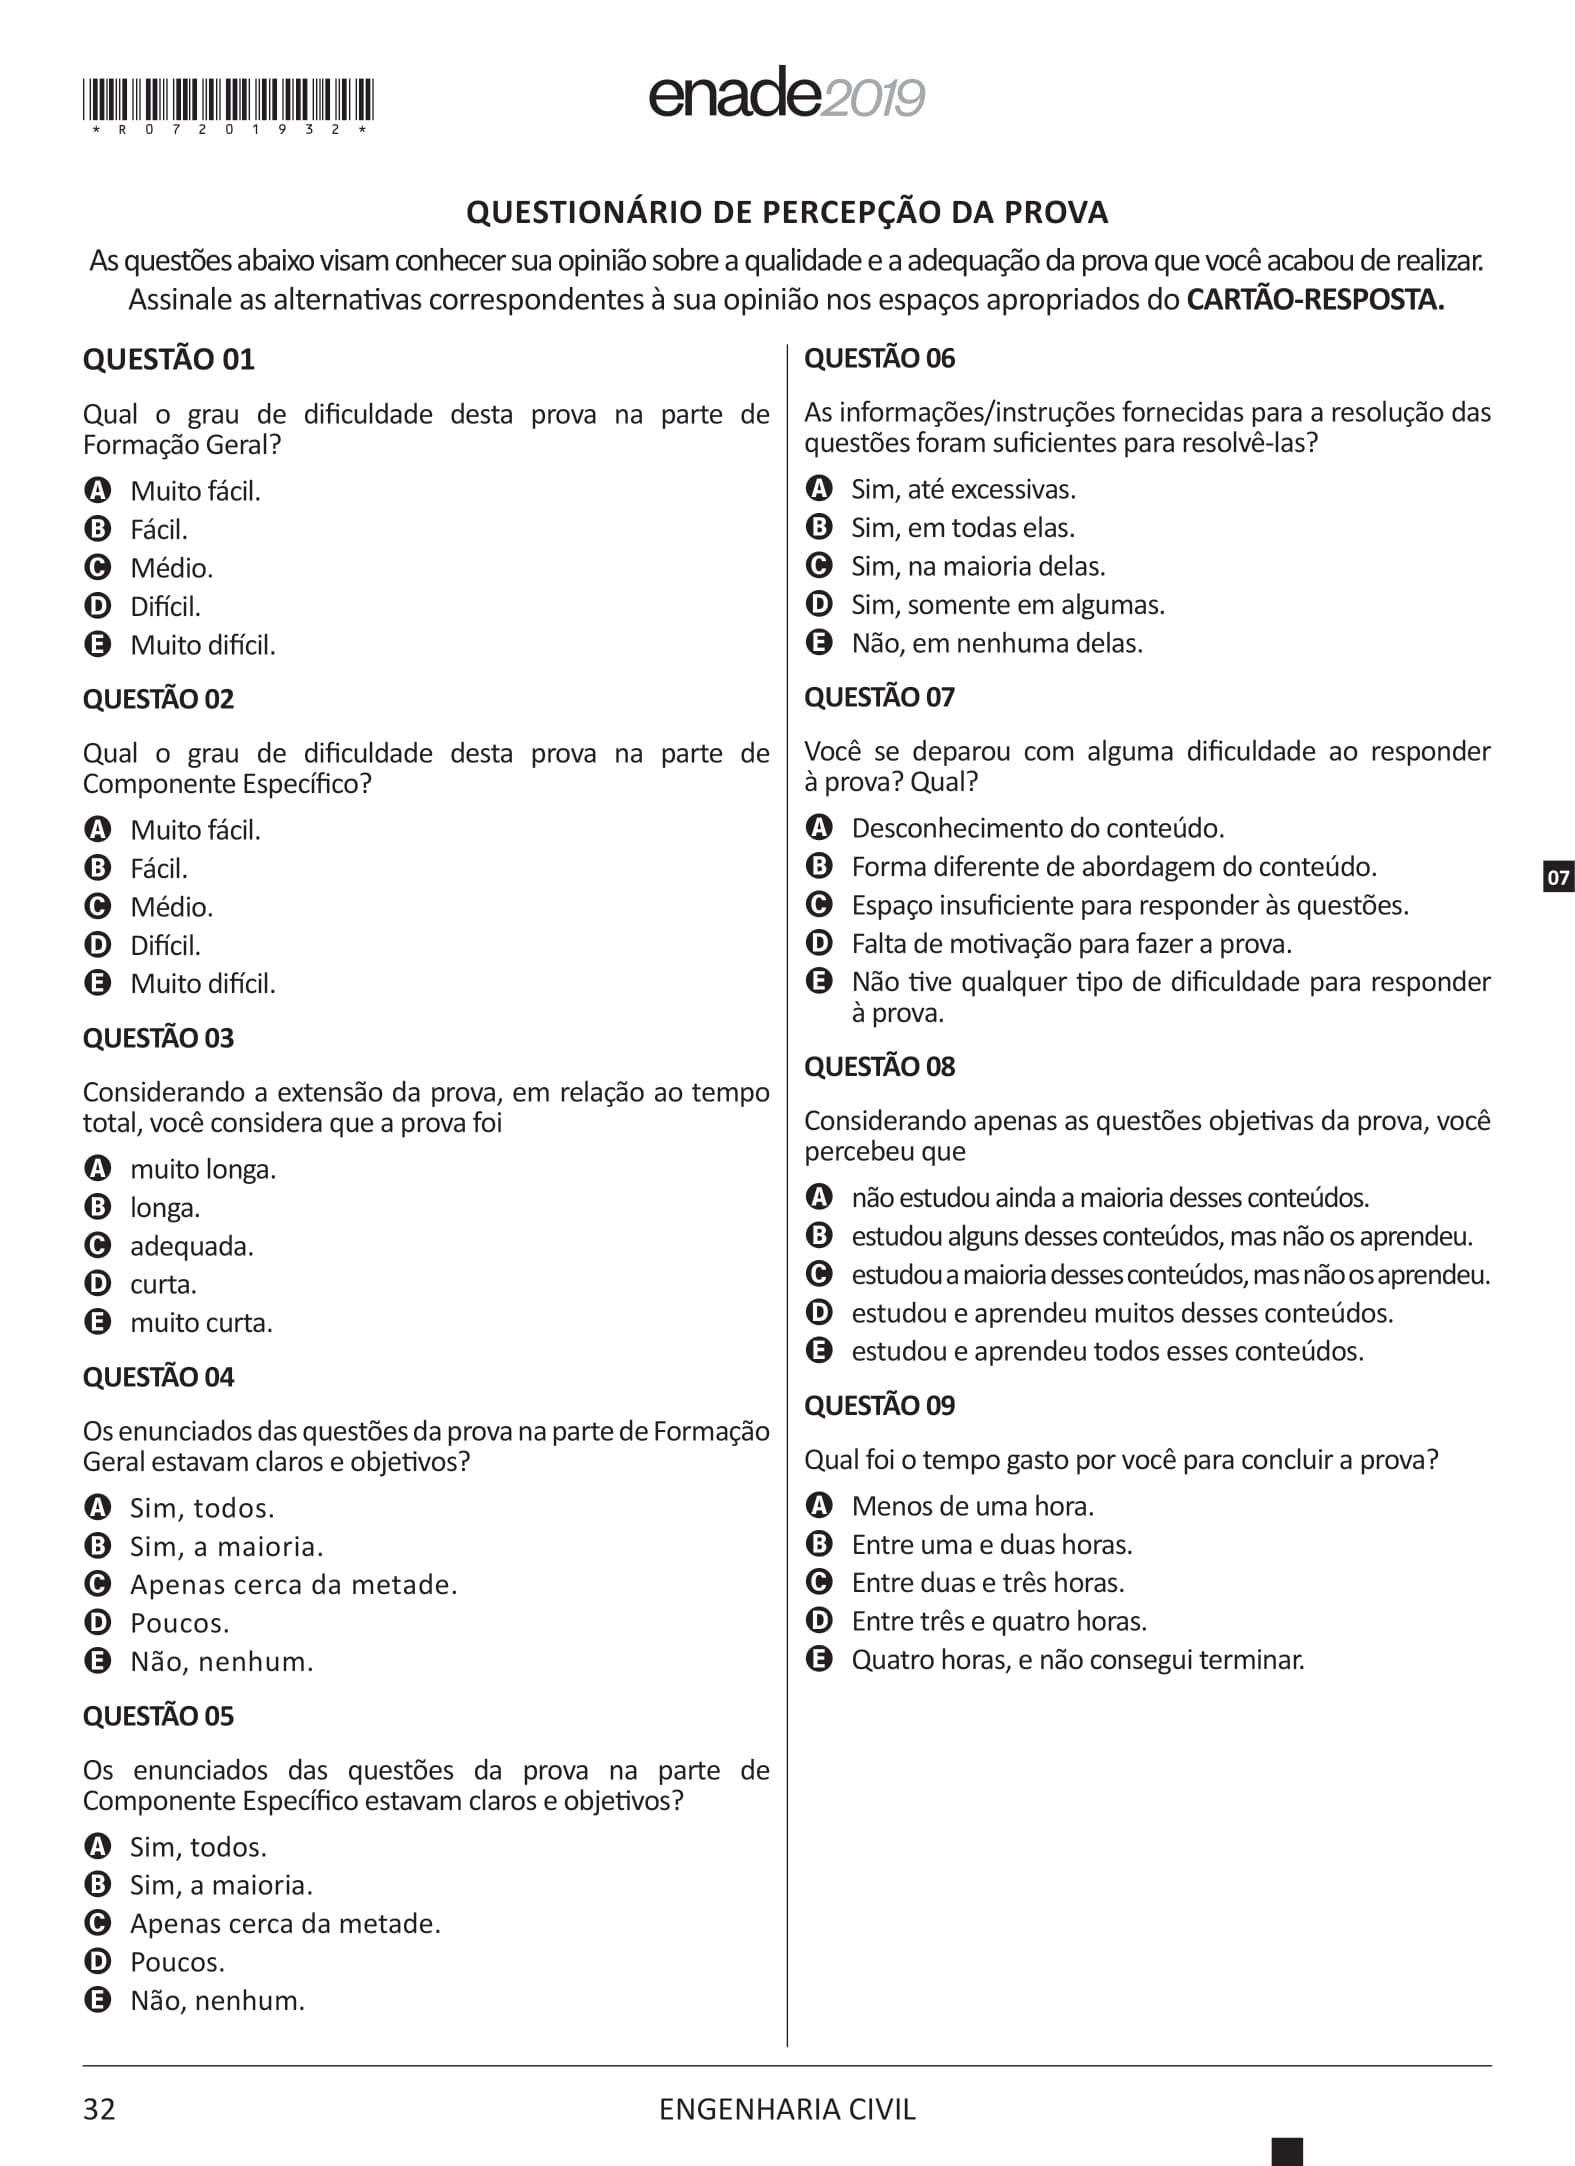 *R07201932*
enade2019
QUESTIONÁRIO DE PERCEPÇÃO DA PROVA
As questões abaixo visam conhecer sua opinião sobre a qualidade e a adequação da prova que você acabou de realizar.
Assinale as alternativas correspondentes à sua opinião nos espaços apropriados do CARTÃO-RESPOSTA.
QUESTÃO 01
Qual o grau de dificuldade desta prova na parte de
Formação Geral?
A Muito fácil.
B Fácil.
C Médio.
D Difícil.
E Muito difícil.
QUESTÃO 02
Qual o grau de dificuldade desta prova na parte de
Componente Específico?
A Muito fácil.
B Fácil.
C Médio.
D Difícil.
E Muito difícil.
QUESTÃO 03
Considerando a extensão da prova, em relação ao tempo
total, você considera que a prova foi
A muito longa.
B longa.
C adequada.
D curta.
E muito curta.
QUESTÃO 04
Os enunciados das questões da prova na parte de Formação
Geral estavam claros e objetivos?
A Sim, todos.
B Sim, a maioria.
C Apenas cerca da metade.
D Poucos.
E Não, nenhum.
QUESTÃO 05
Os enunciados das questões da prova na parte de
Componente Específico estavam claros e objetivos?
A Sim, todos.
B Sim, a maioria.
C Apenas cerca da metade.
D Poucos.
E Não, nenhum.
QUESTÃO 06
As informações/instruções fornecidas para a resolução das
questões foram suficientes para resolvê-las?
A Sim, até excessivas.
B Sim, em todas elas.
C Sim, na maioria delas.
D Sim, somente em algumas.
E Não, em nenhuma delas.
QUESTÃO 07
Você se deparou com alguma dificuldade ao responder
à prova? Qual?
A Desconhecimento do conteúdo.
B Forma diferente de abordagem do conteúdo.
C Espaço insuficiente para responder às questões.
D Falta de motivação para fazer a prova.
E Não tive qualquer tipo de dificuldade para responder
à prova.
QUESTÃO 08
Considerando apenas as questões objetivas da prova, você
percebeu que
A não estudou ainda a maioria desses conteúdos.
B estudou alguns desses conteúdos, mas não os aprendeu.
C estudou a maioria desses conteúdos, mas não os aprendeu.
D estudou e aprendeu muitos desses conteúdos.
E estudou e aprendeu todos esses conteúdos.
QUESTÃO 09
Qual foi o tempo gasto por você para concluir a prova?
A Menos de uma hora.
B Entre uma e duas horas.
C Entre duas e três horas.
D Entre três e quatro horas.
E Quatro horas, e não consegui terminar.
07
32
ENGENHARIA CIVIL